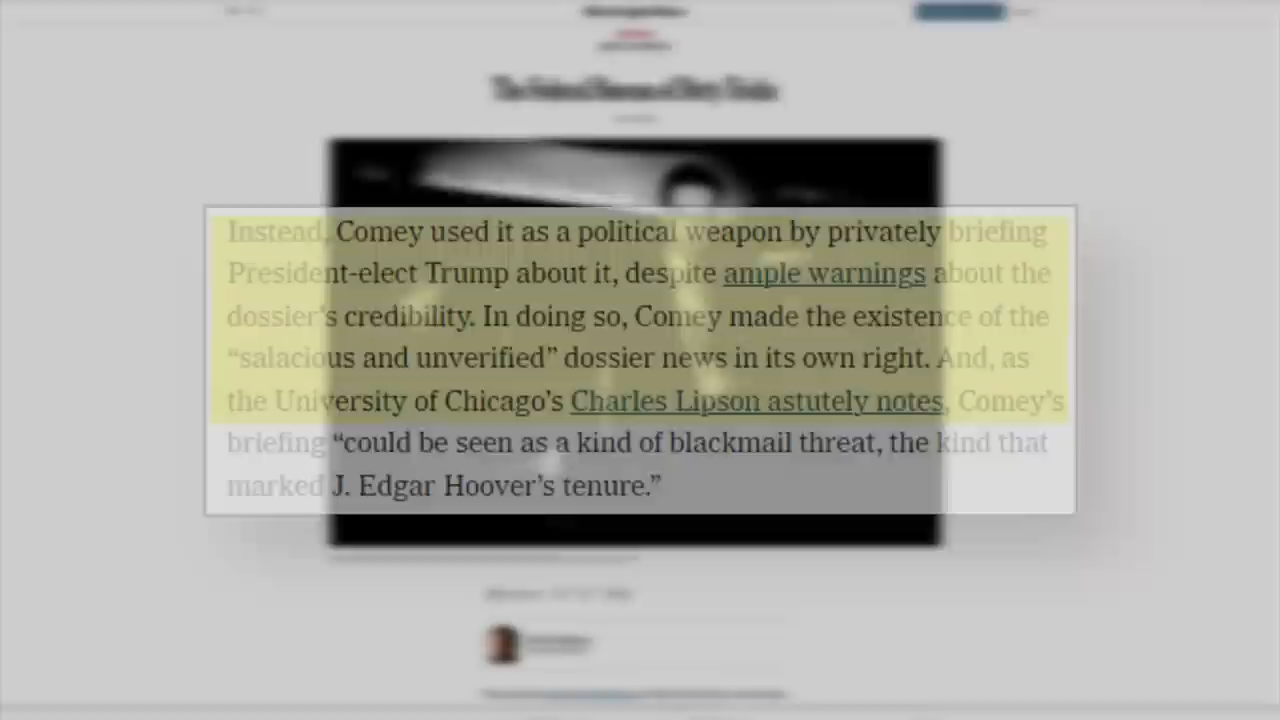 Instead, Comey used it as a political weapon by privately briefing
President-elect Trump about it, despite ample warnings about the
dossier's credibility. In doing so, Comey made the existence of the
“salacious and unverified” dossier news in its own right. And, as
the University of Chicago's Charles Lipson astutely notes, Comey's
briefing “could be seen as a kind of blackmail threat, the kind that
marked J. Edgar Hoover's tenure.”